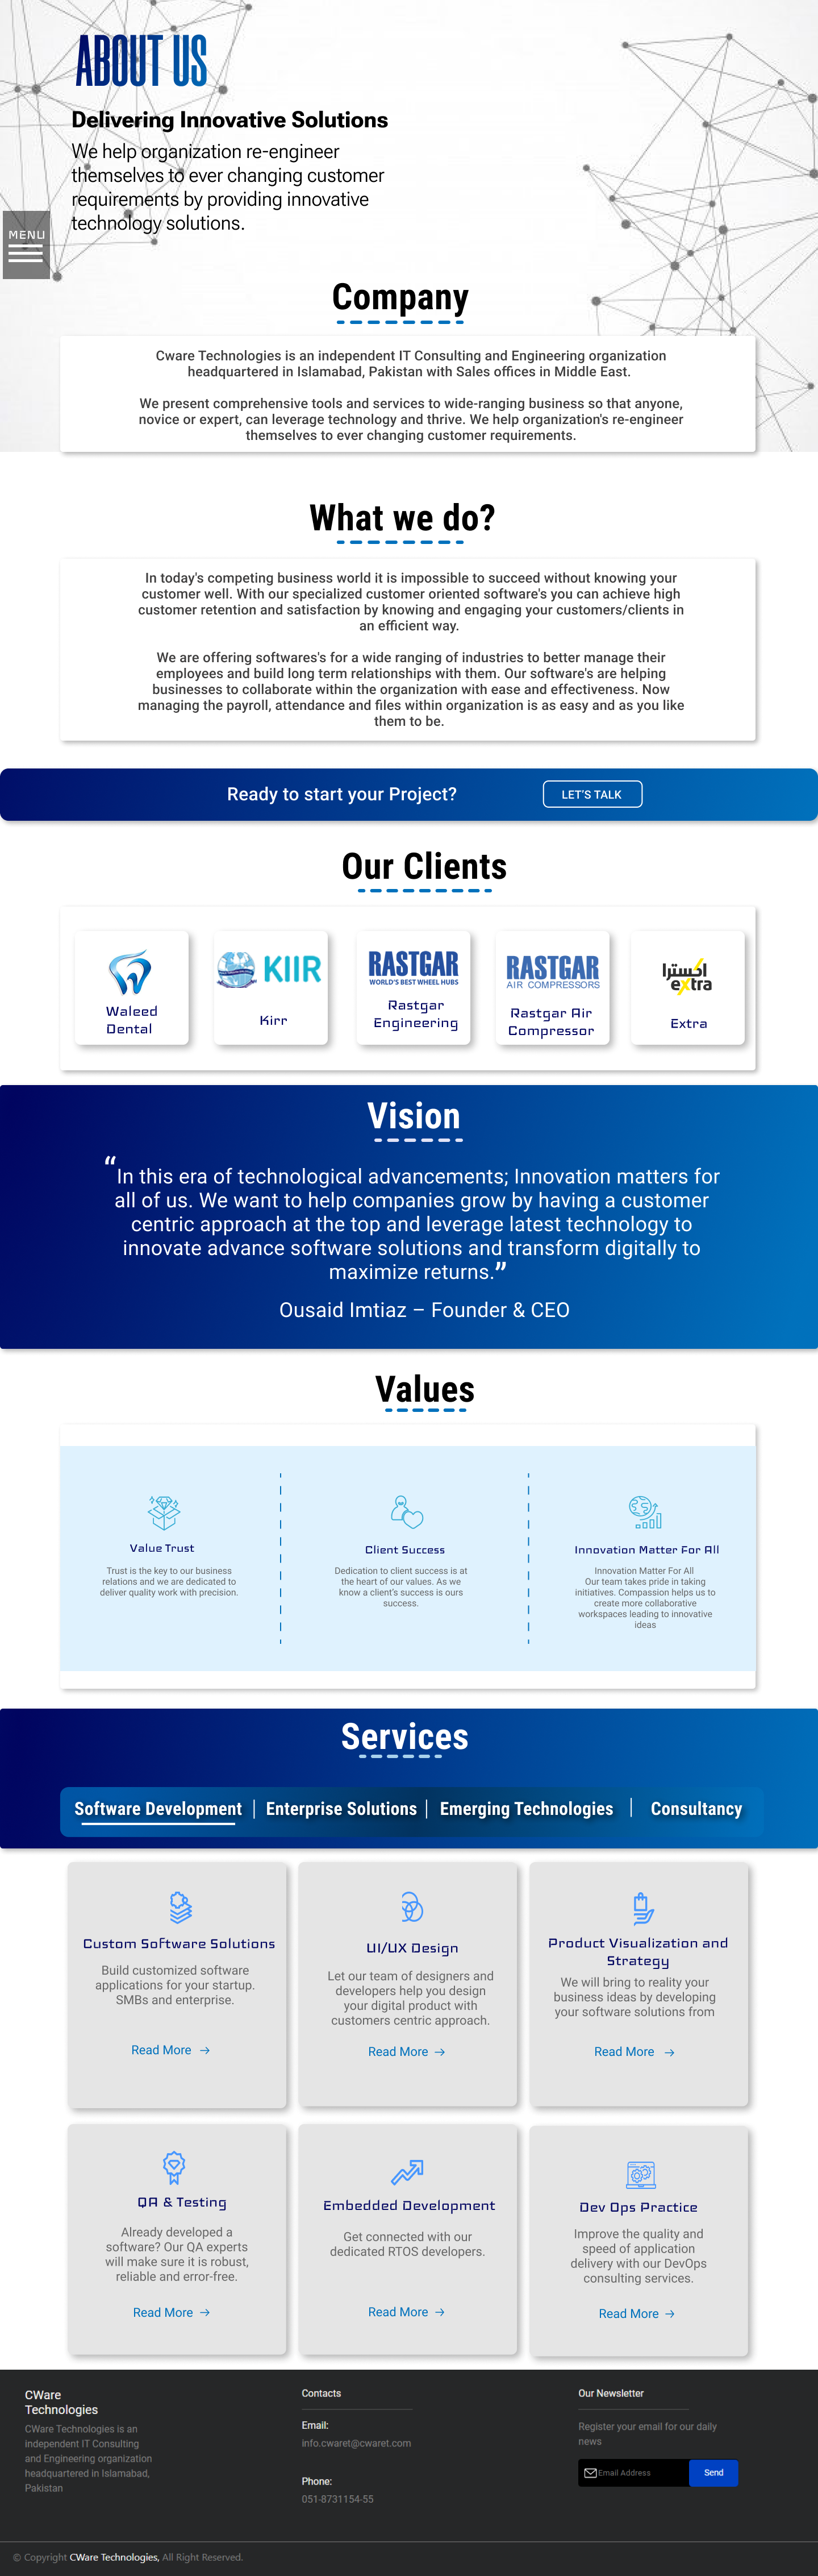 ABOUT US
Delivering Innovative Solutions
We help organization re-engineer
themselves to ever changing customer
requirements by providing innovative
technology solutions.
MENU
Company
Cware Technologies is an independent IT Consulting and Engineering organization
headquartered in Islamabad, Pakistan with Sales offices in Middle East.
We present comprehensive tools and services to wide-ranging business so that anyone,
novice or expert, can leverage technology and thrive. We help organization's re-engineer
themselves to ever changing customer requirements.
What we do?
In today's competing business world it is impossible to succeed without knowing your
customer well. With our specialized customer oriented software's you can achieve high
customer retention and satisfaction by knowing and engaging your customers/clients in
an efficient way.
We are offering softwares's for a wide ranging of industries to better manage their
employees and build long term relationships with them. Our software's are helping
businesses to collaborate within the organization with ease and effectiveness. Now
managing the payroll, attendance and files within organization is as easy and as you like
them to be.
Ready to start your Project?
LET'S TALK
Our Clients
Waleed
Dental
KIIR
Kirr
RASTGAR
WORLD'S BEST WHEEL HUBS
Rastgar
Engineering
RASTGAR
AIR COMPRESSORS
Rastgar Air
Compressor
اكسترا
extra
Extra
Vision
“In this era of technological advancements; Innovation matters for
all of us. We want to help companies grow by having a customer
centric approach at the top and leverage latest technology to
innovate advance software solutions and transform digitally to
maximize returns.”
Ousaid Imtiaz – Founder & CEO
Values
Value Trust
Trust is the key to our business
relations and we are dedicated to
deliver quality work with precision.
Client Success
Dedication to client success is at
the heart of our values. As we
know a client's success is ours
success.
Innovation Matter For All
Innovation Matter For All
Our team takes pride in taking
initiatives. Compassion helps us to
create more collaborative
workspaces leading to innovative
ideas
Services
Software Development | Enterprise Solutions | Emerging Technologies | Consultancy
Custom Software Solutions
Build customized software
applications for your startup.
SMBs and enterprise.
Read More →
UI/UX Design
Let our team of designers and
developers help you design
your digital product with
customers centric approach.
Read More →
Product Visualization and
Strategy
We will bring to reality your
business ideas by developing
your software solutions from
Read More →
QA & Testing
Already developed a
software? Our QA experts
will make sure it is robust,
reliable and error-free.
Read More →
Embedded Development
Get connected with our
dedicated RTOS developers.
Read More →
Dev Ops Practice
Improve the quality and
speed of application
delivery with our DevOps
consulting services.
Read More →
CWare
Technologies
CWare Technologies is an
independent IT Consulting
and Engineering organization
headquartered in Islamabad,
Pakistan
Contacts
Email:
info.cwaret@cwaret.com
Phone:
051-8731154-55
Our Newsletter
Register your email for our daily
news
Email Address
Send
© Copyright CWare Technologies, All Right Reserved.